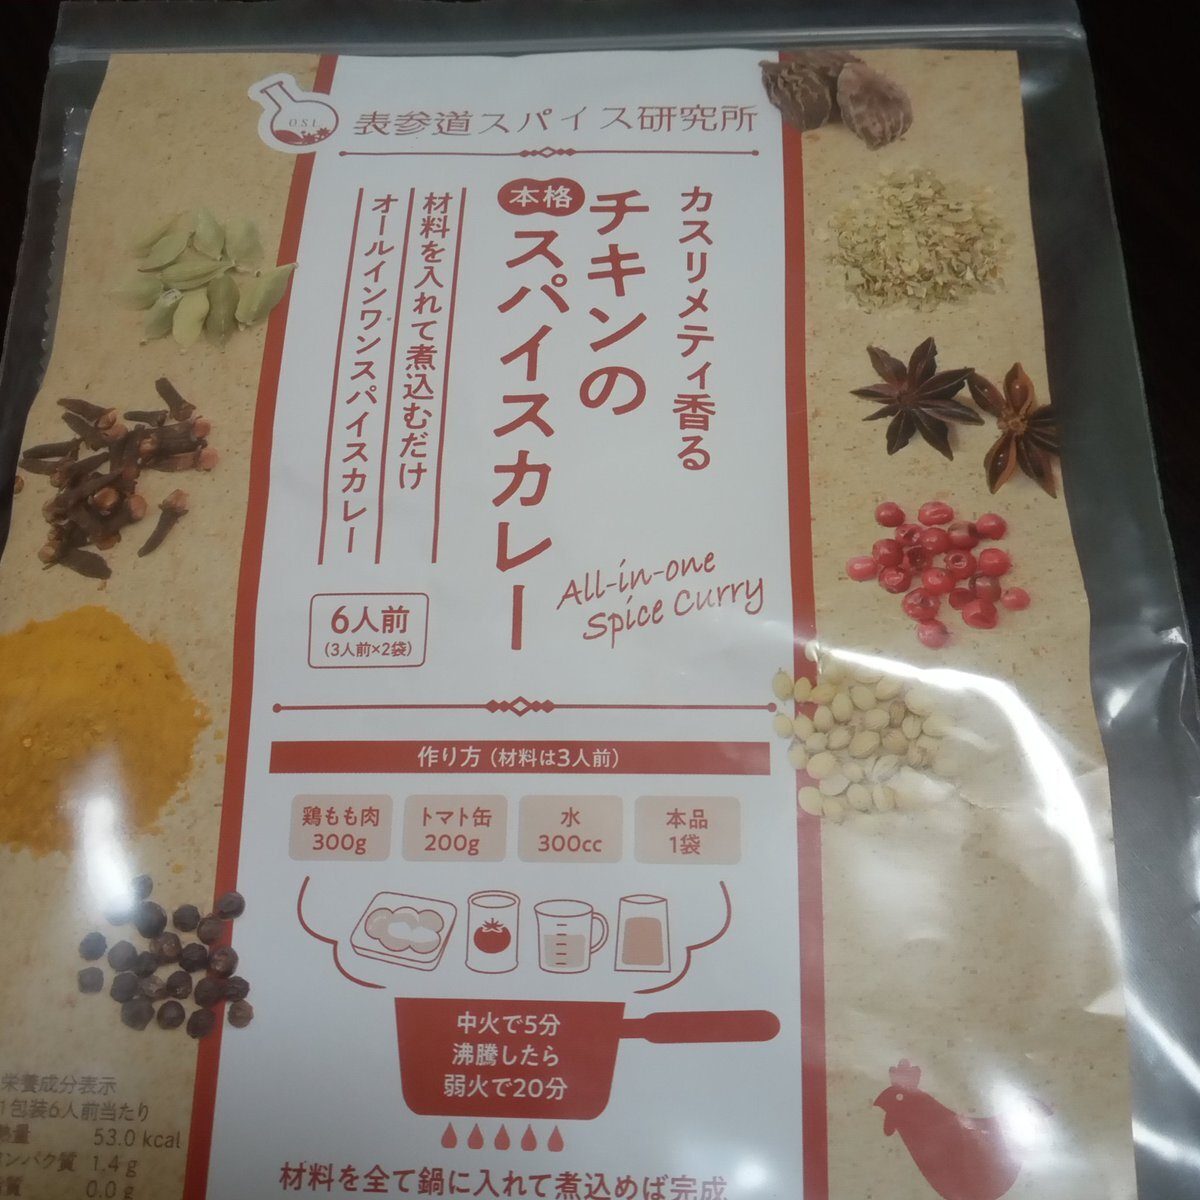 O.S.L
表参道スパイス研究所
カスリメティ香る
チキンの
本格
スパイスカレー
材料を入れて煮込むだけ
オールインワンスパイスカレー
All-in-one
Spice Curry
6人前
(3人前×2袋)
作り方(材料は3人前)
鶏もも肉
300g
トマト缶
200g
水
300cc
本品
1袋
中火で5分
沸騰したら
弱火で20分
材料を全て鍋に入れて煮込めば完成
栄養成分表示
1包装6人前当たり
熱量 53.0 kcal
タンパク質 1.4 g
0.0 g